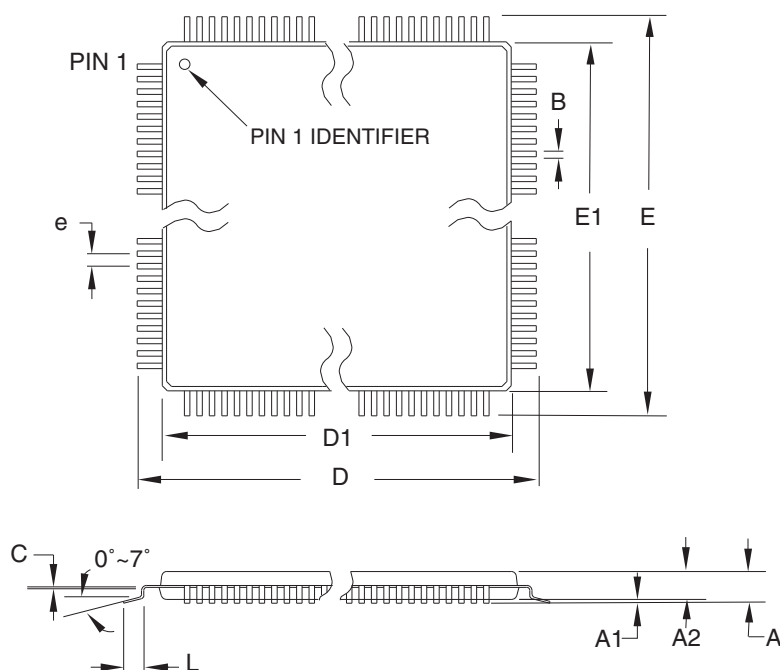 PIN 1
B
PIN 1 IDENTIFIER
e
E1
E
D1
D
C
0°~7°
A1
A2
A
L